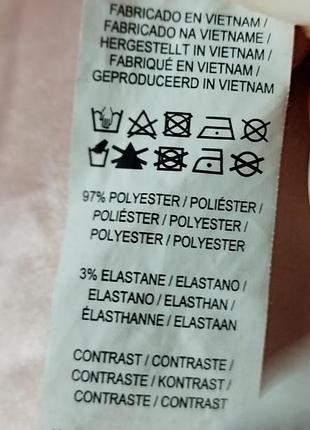 FABRICADO EN VIETNAM /
FABRICADO NA VIETNAME /
HERGESTELLT IN VIETNAM /
FABRIQUÉ EN VIETNAM /
GEPRODUCEERD IN VIETNAM
97% POLYESTER / POLIÉSTER /
POLIÉSTER / POLYESTER /
POLYESTER / POLYESTER
3% ELASTANE / ELASTANO /
ELASTANO / ELASTHAN /
ÉLASTHANNE / ELASTAAN
CONTRAST / CONTRASTE /
CONTRASTE / KONTRAST /
CONTRASTE / CONTRAST